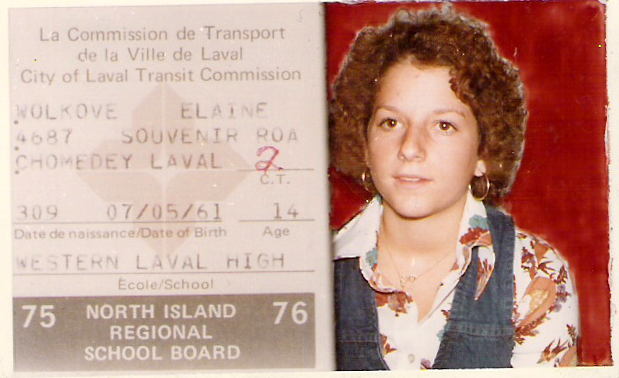 La Commission de Transport
de la Ville de Laval
City of Laval Transit Commission
WOLKOVE ELAINE
4687 SOUVENIR ROA
CHOMEDEY LAVAL 2.
C.T.
309 07/05/61 14
Date de naissance/Date of Birth Age
WESTERN LAVAL HIGH
École/School
75 NORTH ISLAND 76
REGIONAL
SCHOOL BOARD